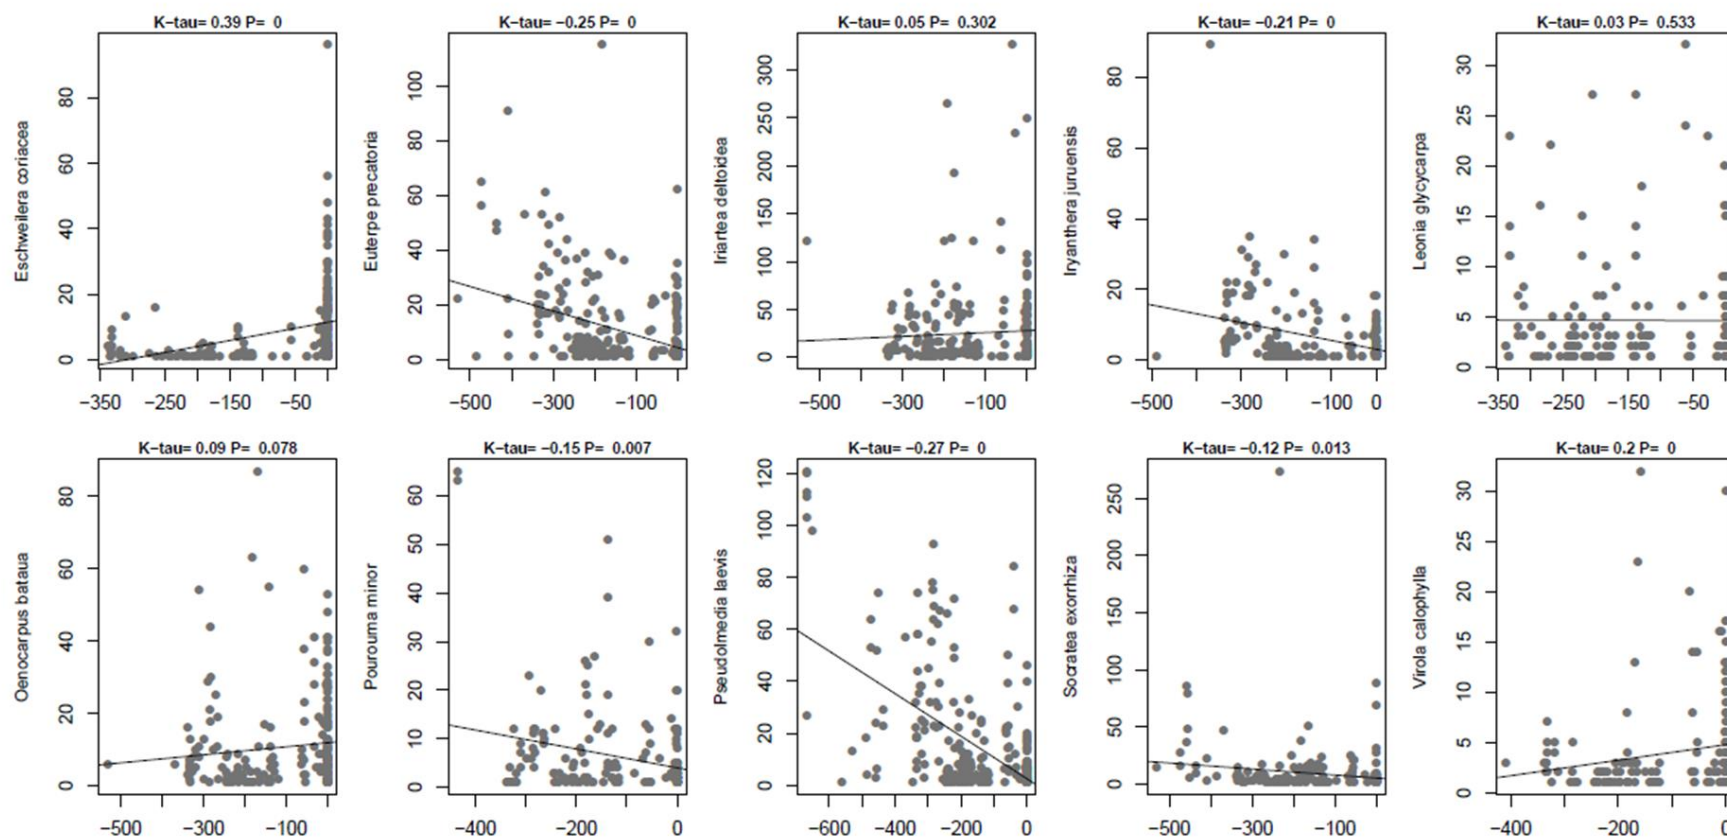 K−tau= 0.39 P= 0
K−tau= −0.25 P= 0
K−tau= 0.05 P= 0.302
K−tau= −0.21 P= 0
K−tau= 0.03 P= 0.533
Eschweilera coriacea
0 20 40 60 80
−350 −250 −150 −50
Euterpe precatoria
0 20 40 60 80 100
−500 −300 −100
Iriartea deltoidea
0 50 100 150 200 250 300
−500 −300 −100
Iryanthera juruensis
0 20 40 60 80
−500 −300 −100 0
Leonia glycycarpa
0 5 10 15 20 25 30
−350 −250 −150 −50
K−tau= 0.09 P= 0.078
K−tau= −0.15 P= 0.007
K−tau= −0.27 P= 0
K−tau= −0.12 P= 0.013
K−tau= 0.2 P= 0
Oenocarpus bataua
0 20 40 60 80
−500 −300 −100
Pourouma minor
0 10 20 30 40 50 60
−400 −200 0
Pseudolmedia laevis
0 20 40 60 80 100 120
−600 −400 −200 0
Socratea exorrhiza
0 50 100 150 200 250
−500 −300 −100
Virola calophylla
0 5 10 15 20 25 30
−400 −200 0